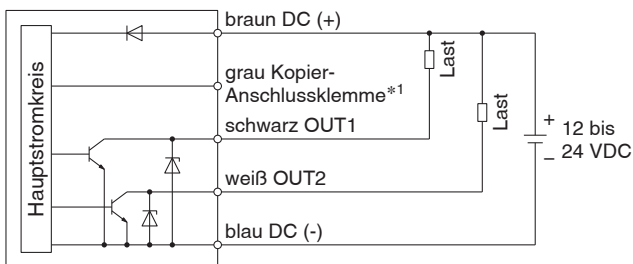 Hauptstromkreis
braun DC (+)
grau Kopier-
Anschlussklemme*1
schwarz OUT1
weiß OUT2
blau DC (-)
Last
Last
+
−
12 bis
24 VDC